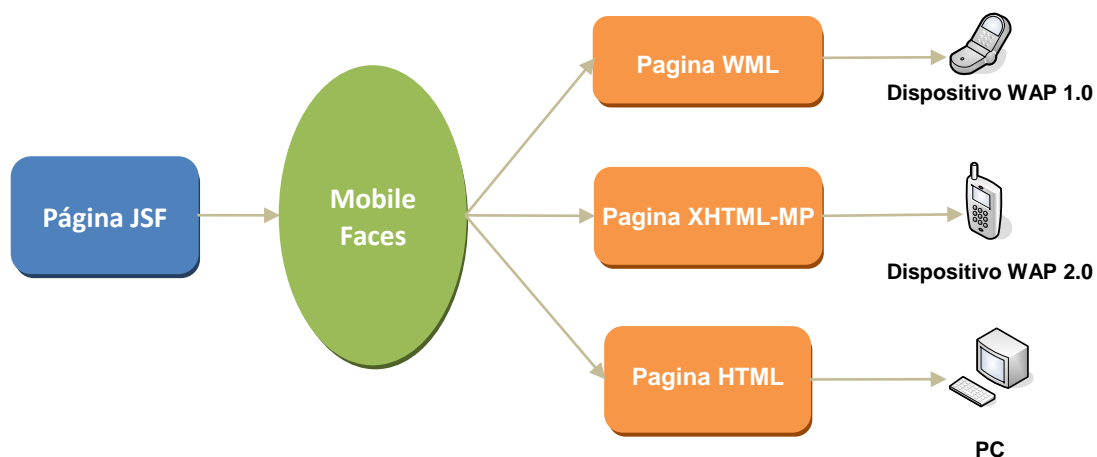 Página JSF
Mobile
Faces
Pagina WML
Dispositivo WAP 1.0
Pagina XHTML-MP
Dispositivo WAP 2.0
Pagina HTML
PC